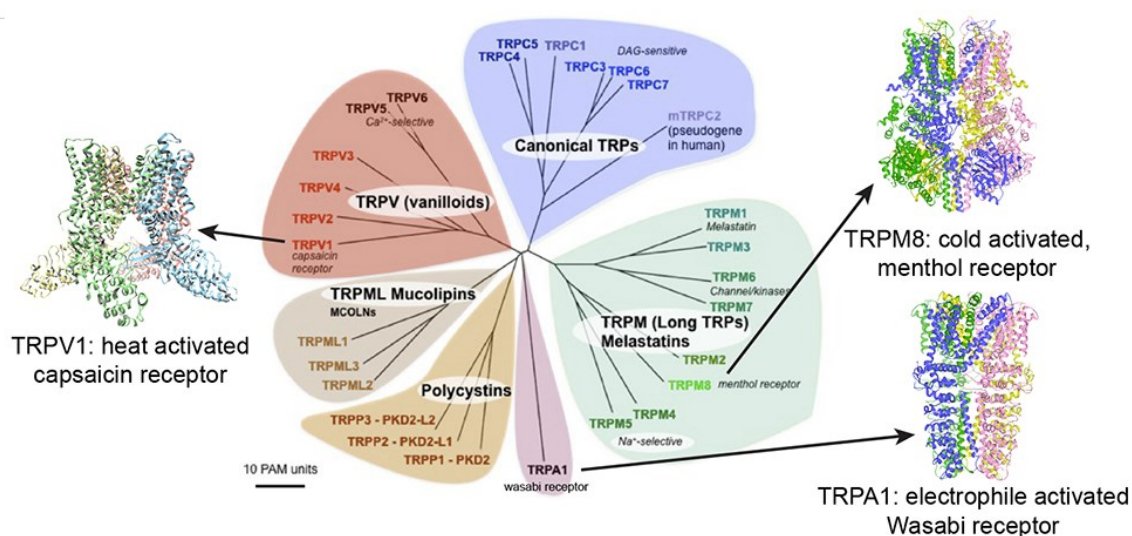 TRPV1: heat activated
capsaicin receptor
TRPV5
TRPV6
Ca²⁺-selective
TRPV3
TRPV4
TRPV (vanilloids)
TRPV2
TRPV1
capsaicin
receptor
TRPC4
TRPC5
TRPC1
DAG-sensitive
TRPC3
TRPC6
TRPC7
mTRPC2
(pseudogene
in human)
Canonical TRPs
TRPM1
Melastatin
TRPM3
TRPM6
Channel/kinases
TRPM7
TRPM (Long TRPs)
Melastatins
TRPM2
TRPM8 menthol receptor
TRPM4
TRPM5
Na⁺-selective
TRPML Mucolipins
MCOLNs
TRPML1
TRPML3
TRPML2
Polycystins
TRPP3 - PKD2-L2
TRPP2 - PKD2-L1
TRPP1 - PKD2
TRPA1
wasabi receptor
10 PAM units
TRPM8: cold activated,
menthol receptor
TRPA1: electrophile activated
Wasabi receptor